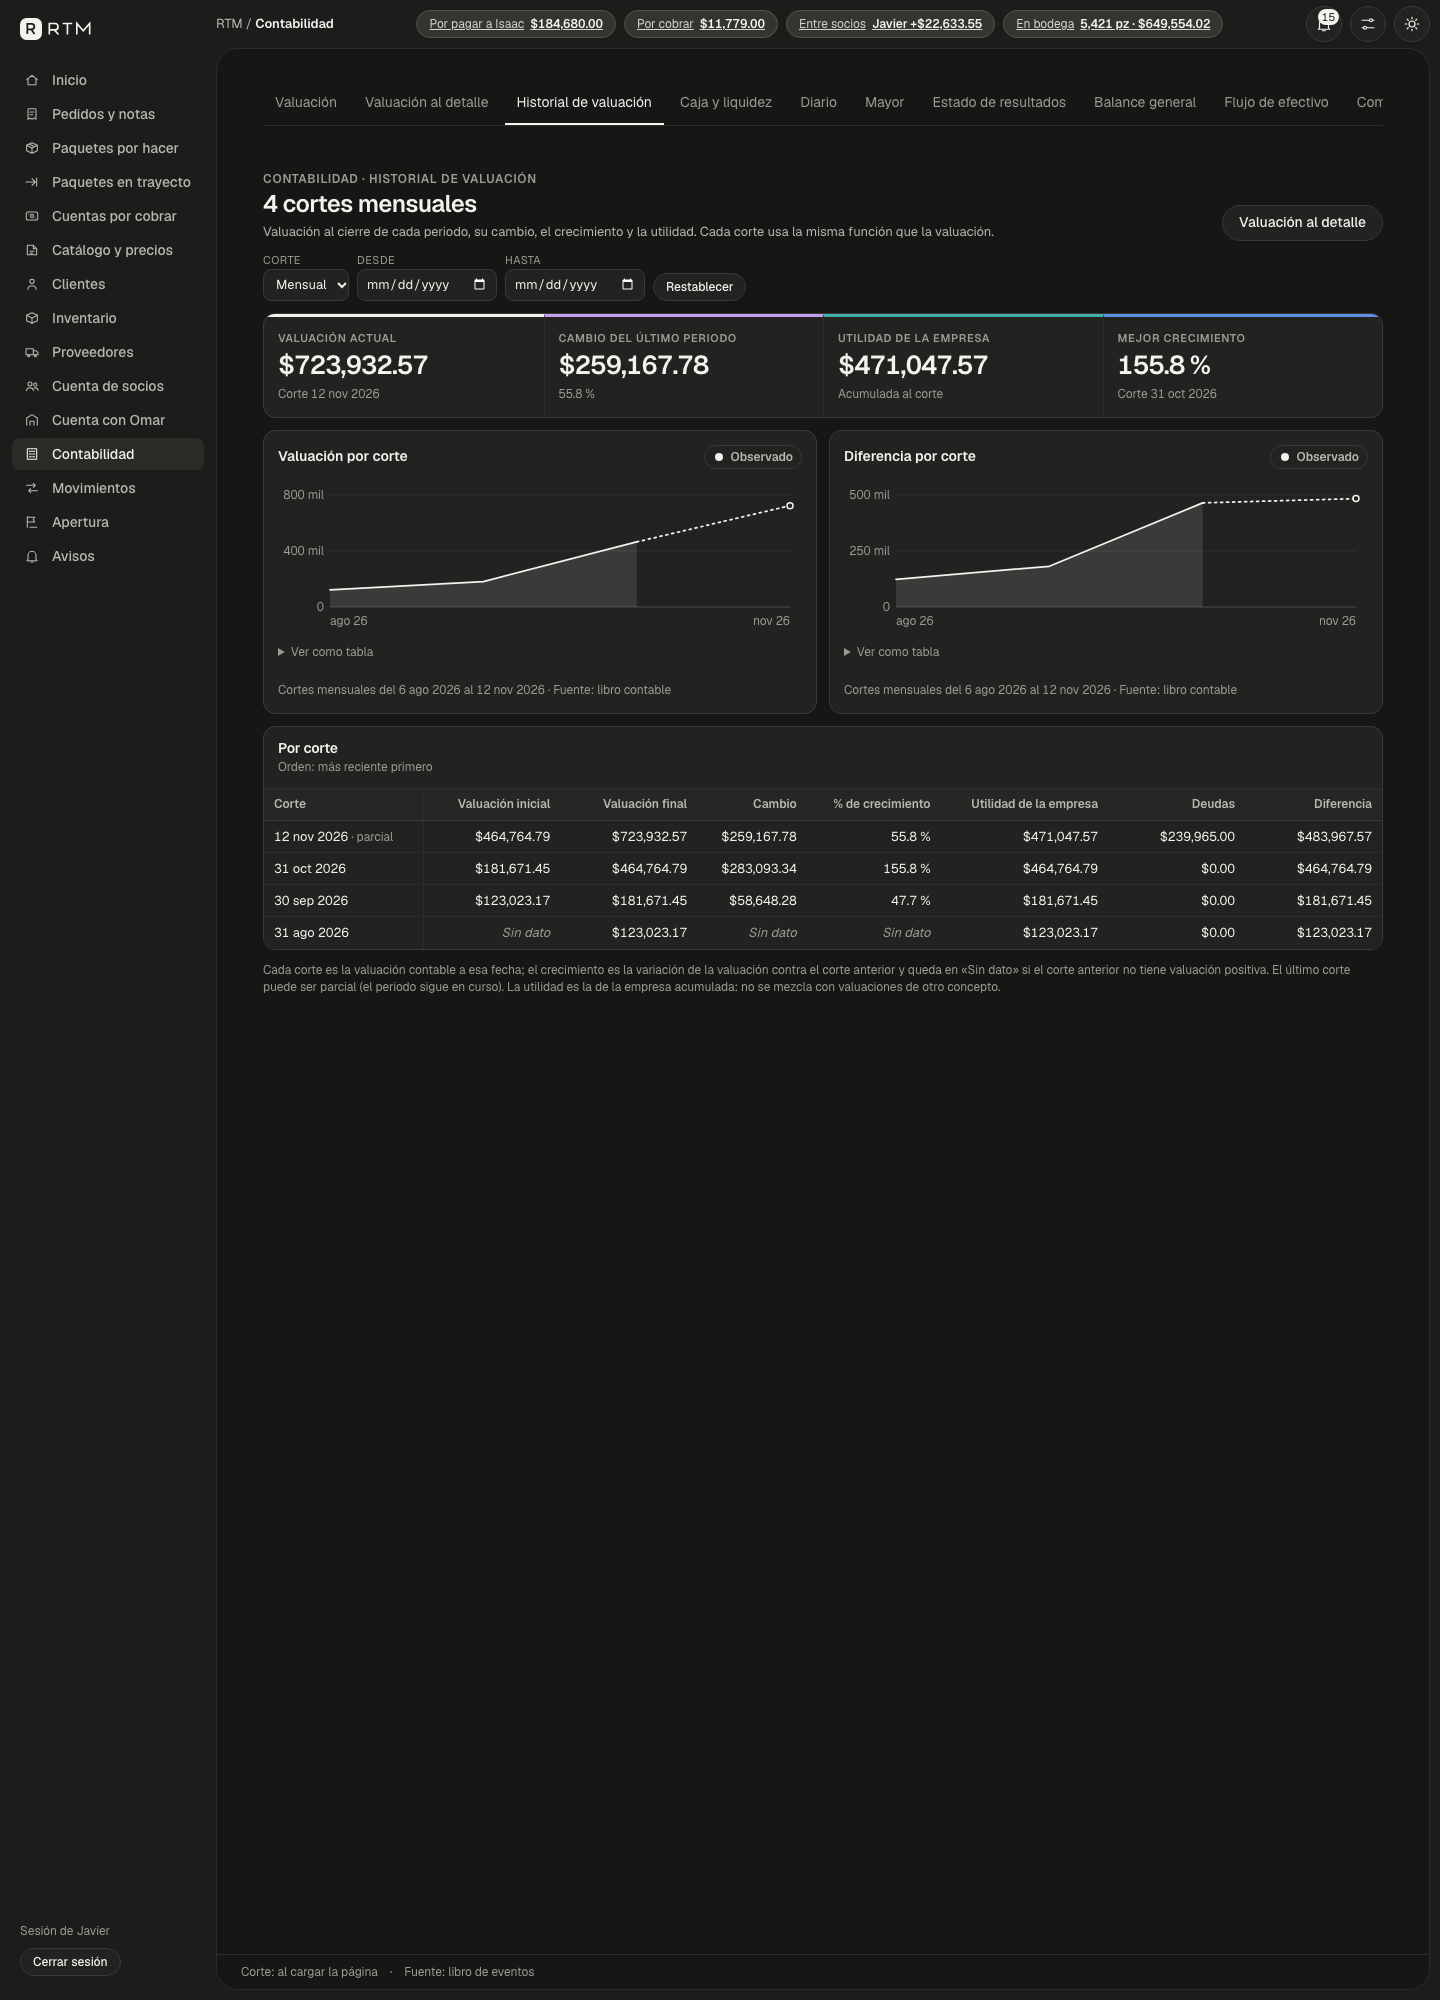 R RTM
RTM / Contabilidad
Por pagar a Isaac $184,680.00
Por cobrar $11,779.00
Entre socios Javier +$22,633.55
En bodega 5,421 pz · $649,554.02
15
Inicio
Pedidos y notas
Paquetes por hacer
Paquetes en trayecto
Cuentas por cobrar
Catálogo y precios
Clientes
Inventario
Proveedores
Cuenta de socios
Cuenta con Omar
Contabilidad
Movimientos
Apertura
Avisos
Sesión de Javier
Cerrar sesión
Valuación Valuación al detalle Historial de valuación Caja y liquidez Diario Mayor Estado de resultados Balance general Flujo de efectivo Com
CONTABILIDAD · HISTORIAL DE VALUACIÓN
4 cortes mensuales
Valuación al cierre de cada periodo, su cambio, el crecimiento y la utilidad. Cada corte usa la misma función que la valuación.
Valuación al detalle
CORTE DESDE HASTA
Mensual mm/dd/yyyy mm/dd/yyyy Restablecer
VALUACIÓN ACTUAL
$723,932.57
Corte 12 nov 2026
CAMBIO DEL ÚLTIMO PERIODO
$259,167.78
55.8 %
UTILIDAD DE LA EMPRESA
$471,047.57
Acumulada al corte
MEJOR CRECIMIENTO
155.8 %
Corte 31 oct 2026
Valuación por corte
Observado
800 mil
400 mil
0
ago 26 nov 26
Ver como tabla
Cortes mensuales del 6 ago 2026 al 12 nov 2026 · Fuente: libro contable
Diferencia por corte
Observado
500 mil
250 mil
0
ago 26 nov 26
Ver como tabla
Cortes mensuales del 6 ago 2026 al 12 nov 2026 · Fuente: libro contable
Por corte
Orden: más reciente primero
Corte Valuación inicial Valuación final Cambio % de crecimiento Utilidad de la empresa Deudas Diferencia
12 nov 2026 · parcial $464,764.79 $723,932.57 $259,167.78 55.8 % $471,047.57 $239,965.00 $483,967.57
31 oct 2026 $181,671.45 $464,764.79 $283,093.34 155.8 % $464,764.79 $0.00 $464,764.79
30 sep 2026 $123,023.17 $181,671.45 $58,648.28 47.7 % $181,671.45 $0.00 $181,671.45
31 ago 2026 Sin dato $123,023.17 Sin dato Sin dato $123,023.17 $0.00 $123,023.17
Cada corte es la valuación contable a esa fecha; el crecimiento es la variación de la valuación contra el corte anterior y queda en «Sin dato» si el corte anterior no tiene valuación positiva. El último corte
puede ser parcial (el periodo sigue en curso). La utilidad es la de la empresa acumulada: no se mezcla con valuaciones de otro concepto.
Corte: al cargar la página · Fuente: libro de eventos